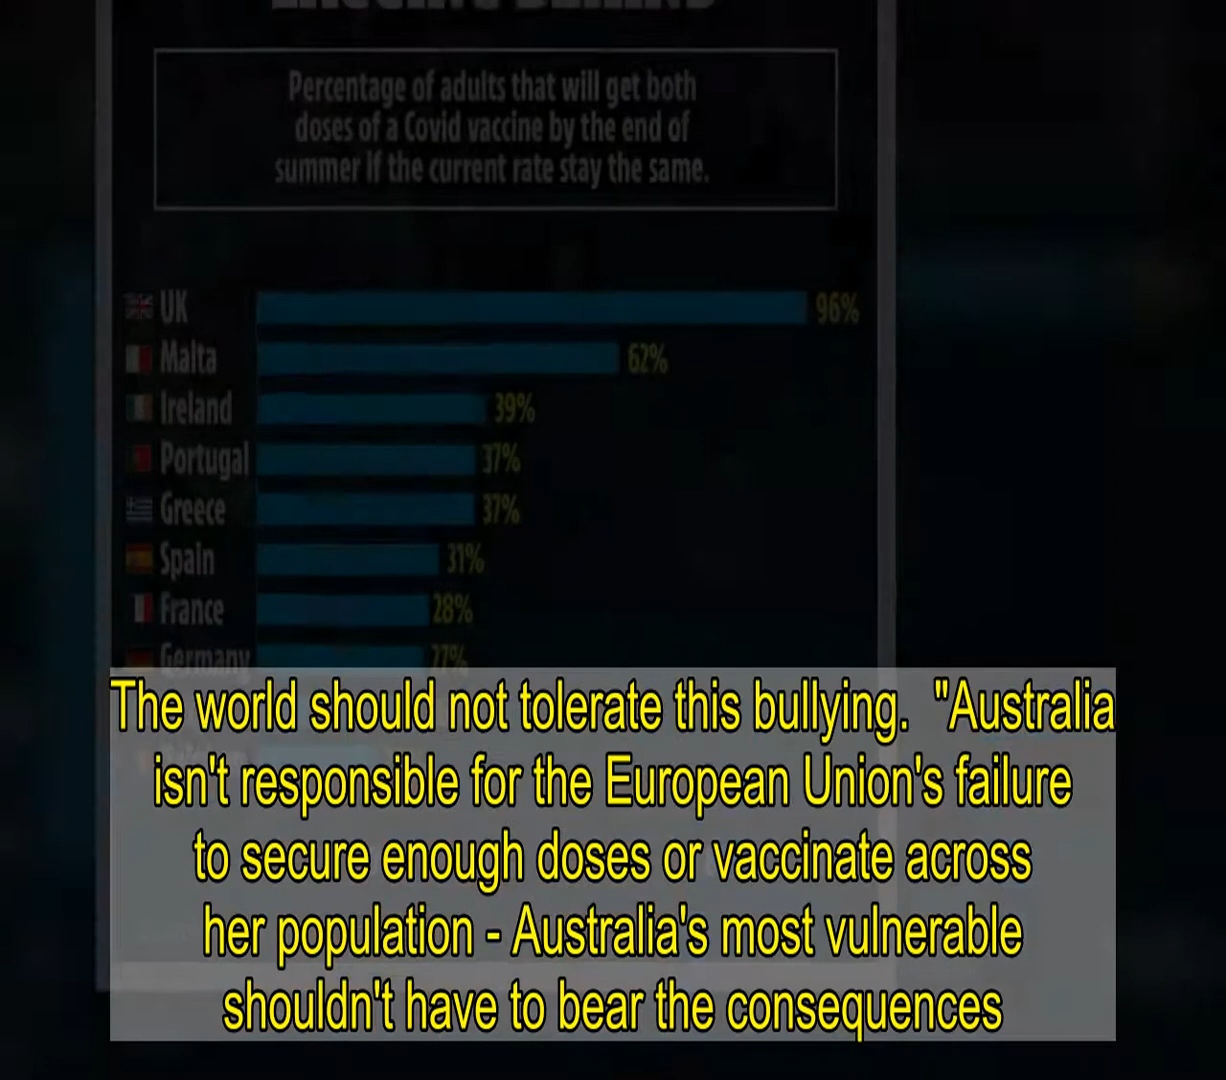 Percentage of adults that will get both
doses of a Covid vaccine by the end of
summer if the current rate stay the same.
UK 96%
Malta 62%
Ireland 39%
Portugal 37%
Greece 37%
Spain 31%
France 28%
Germany 27%
The world should not tolerate this bullying. "Australia
isn't responsible for the European Union's failure
to secure enough doses or vaccinate across
her population - Australia's most vulnerable
shouldn't have to bear the consequences